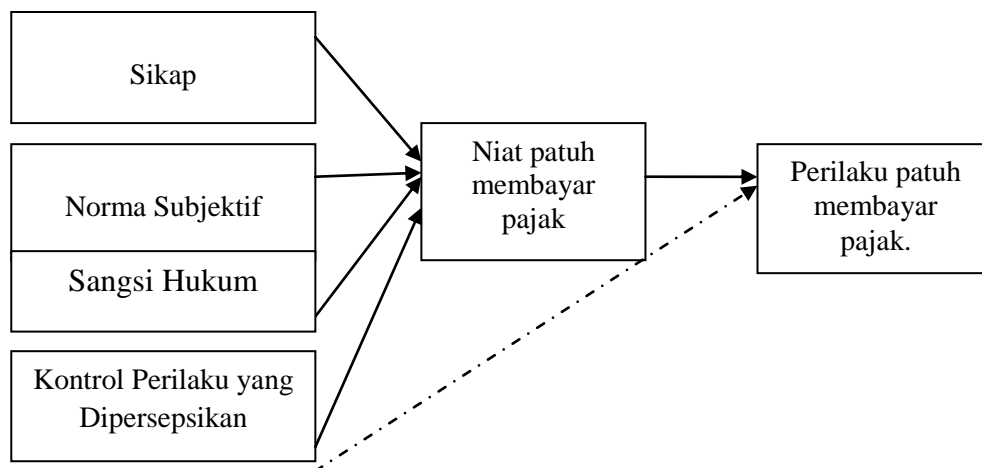 Sikap
Norma Subjektif
Sangsi Hukum
Kontrol Perilaku yang
Dipersepsikan
Niat patuh
membayar
pajak
Perilaku patuh
membayar
pajak.